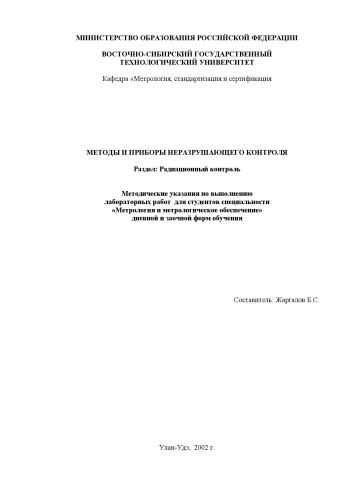 МИНИСТЕРСТВО ОБРАЗОВАНИЯ РОССИЙСКОЙ ФЕДЕРАЦИИ
ВОСТОЧНО-СИБИРСКИЙ ГОСУДАРСТВЕННЫЙ
ТЕХНОЛОГИЧЕСКИЙ УНИВЕРСИТЕТ
Кафедра «Метрология, стандартизация и сертификация
МЕТОДЫ И ПРИБОРЫ НЕРАЗРУШАЮЩЕГО КОНТРОЛЯ
Раздел: Радиационный контроль
Методические указания по выполнению
лабораторных работ для студентов специальности
«Метрология и метрологическое обеспечение»
дневной и заочной форм обучения
Составитель: Жаргалов Б.С.
Улан-Удэ, 2002 г.